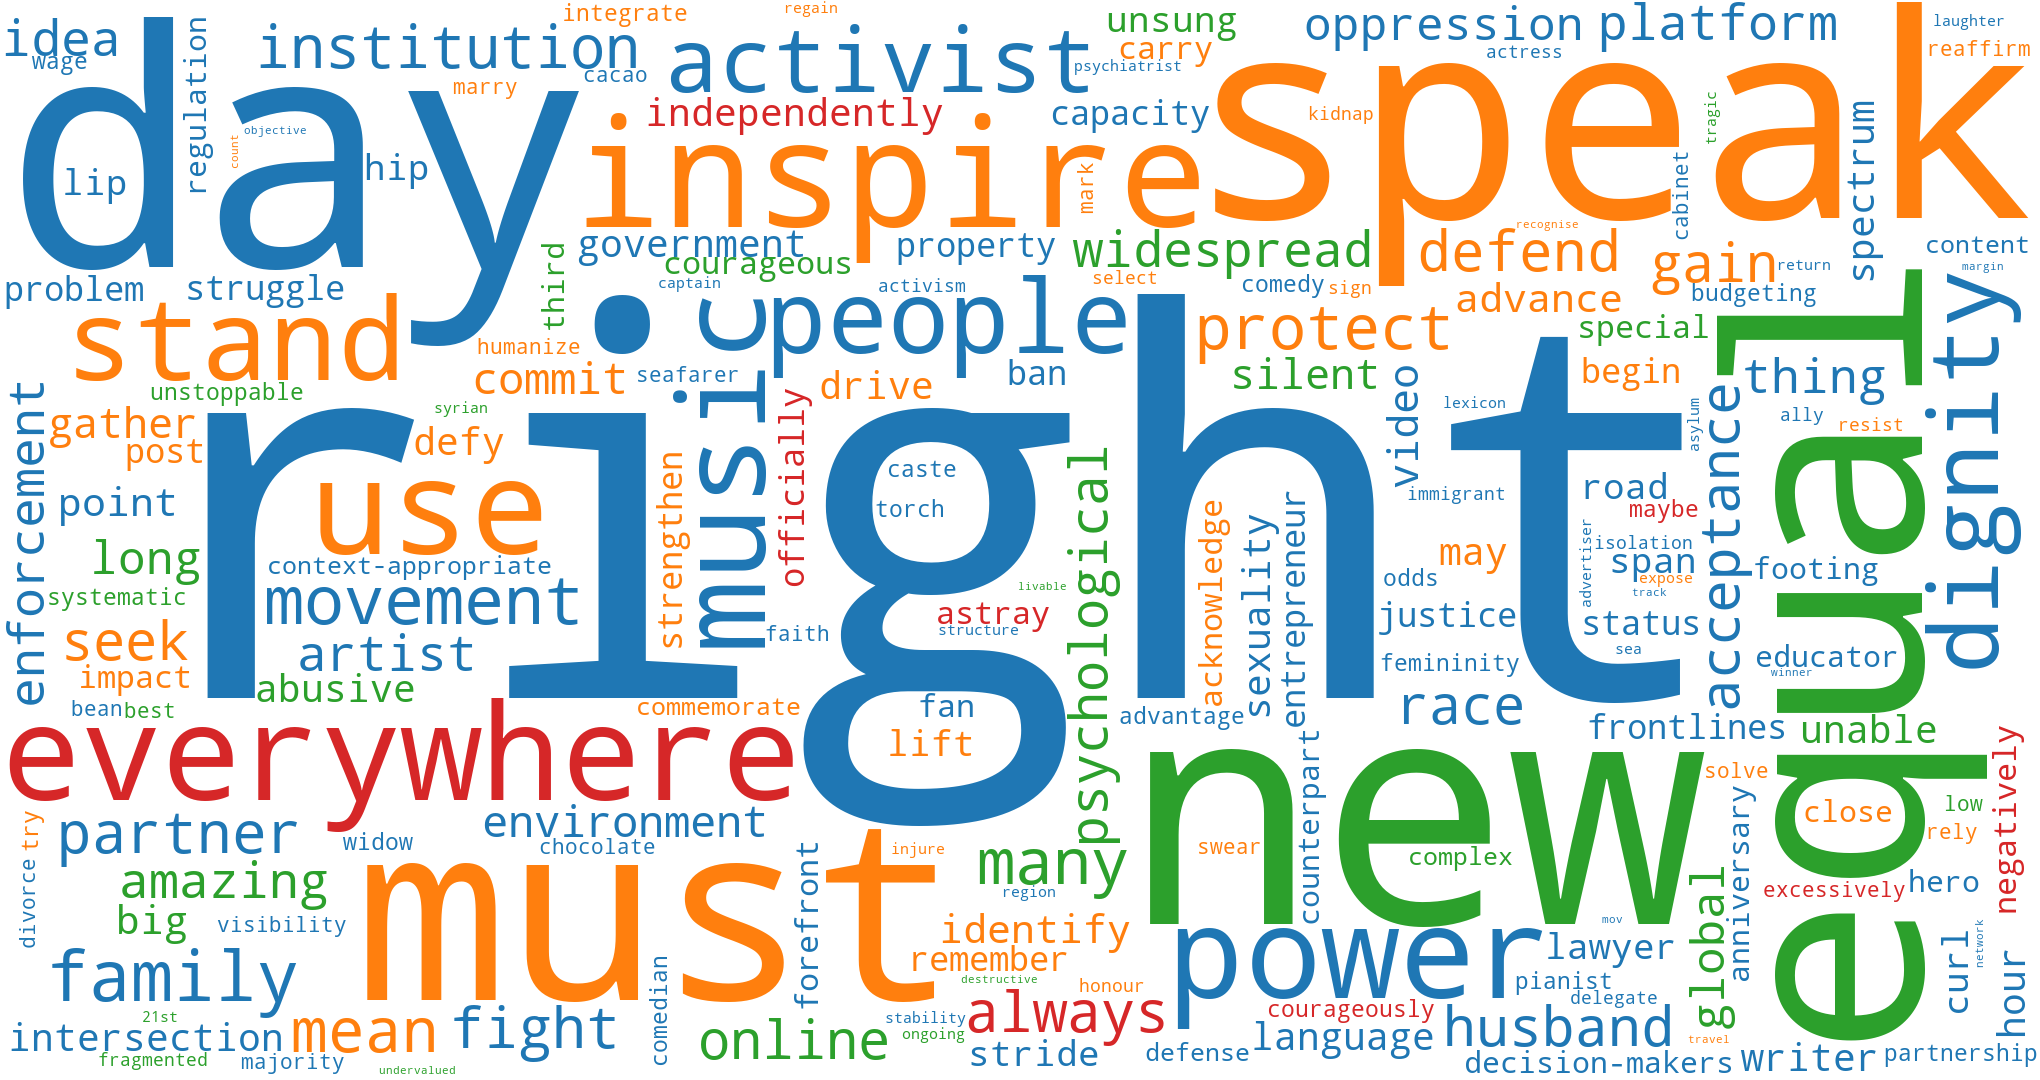 idea
wage
day
lip
regulation
count
objective
hip
institution
integrate
marry
cacao
regain
activist
independently
inspire
unsung
carry
psychiatrist
capacity
mark
speak
oppression
platform
actress
kidnap
laughter
reaffirm
tragic
cabinet
spectrum
recognise
content
margin
problem
struggle
third
government
courageous
captain
property
activism
widespread
select
comedy
sign
defend
advance
gain
return
budgeting
stand
humanize
commit
seafarer
music
people
ban
drive
protect
silent
special
begin
thing
equal
dignity
unstoppable
syrian
enforcement
gather
post
defy
point
use
right
strengthen
officially
caste
torch
psychological
video
lexicon
immigrant
asylum
acceptance
ally
resist
road
maybe
long
context-appropriate
systematic
movement
seek
artist
impact
abusive
bean
best
faith
astray
livable
structure
acknowledge
sexuality
entrepreneur
may
odds
justice
femininity
advertiser
isolation
span
expose
track
status
sea
footing
educator
winner
commemorate
fan
lift
advantage
race
frontlines
unable
everywhere
new
solve
close
low
rely
negatively
try
partner
widow
environment
chocolate
must
injure
many
region
swear
counterpart
complex
anniversary
excessively
hero
divorce
amazing
big
visibility
forefront
identify
remember
destructive
power
mov
lawyer
global
curl
network
hour
family
21st
intersection
mean
fight
comedian
online
stability
ongoing
always
honour
pianist
delegate
courageously
language
husband
travel
fragmented
majority
undervalued
stride
defense
decision-makers
writer
partnership